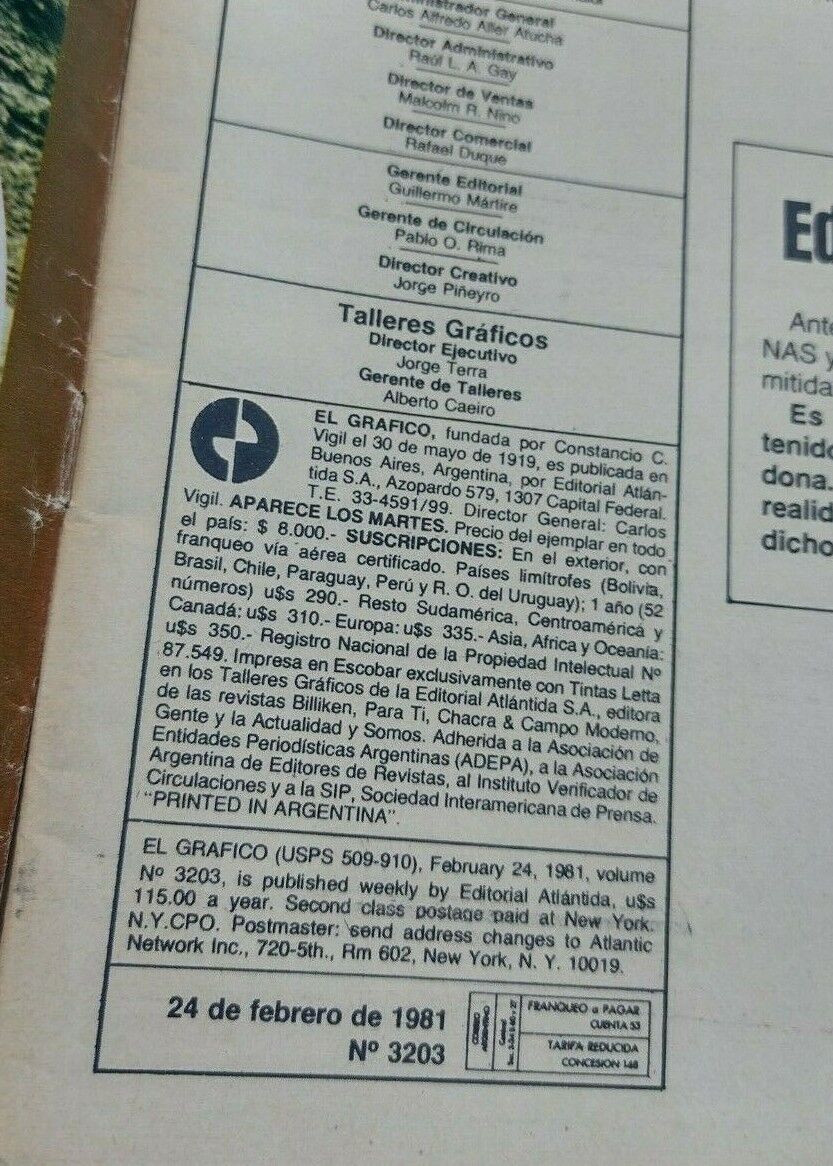 Administrador General
Carlos Alfredo Aller Atucha
Director Administrativo
Raúl L. A. Gay
Director de Ventas
Malcolm R. Nino
Director Comercial
Rafael Duque
Gerente Editorial
Guillermo Mártire
Gerente de Circulación
Pablo O. Rima
Director Creativo
Jorge Piñeyro
Talleres Gráficos
Director Ejecutivo
Jorge Terra
Gerente de Talleres
Alberto Caeiro
EL GRAFICO, fundada por Constancio C.
Vigil el 30 de mayo de 1919, es publicada en
Buenos Aires, Argentina, por Editorial Atlán-
tida S.A., Azopardo 579, 1307 Capital Federal.
T.E. 33-4591/99. Director General: Carlos
Vigil. APARECE LOS MARTES. Precio del ejemplar en todo
el país: $ 8.000.- SUSCRIPCIONES: En el exterior, con
franqueo vía aérea certificado. Países limítrofes (Bolivia,
Brasil, Chile, Paraguay, Perú y R. O. del Uruguay); 1 año (52
números) u$s 290.- Resto Sudamérica, Centroamérica y
Canadá: u$s 310.- Europa: u$s 335.- Asia, Africa y Oceanía:
u$s 350.- Registro Nacional de la Propiedad Intelectual Nº
87.549. Impresa en Escobar exclusivamente con Tintas Letta
en los Talleres Gráficos de la Editorial Atlántida S.A., editora
de las revistas Billiken, Para Ti, Chacra & Campo Moderno,
Gente y la Actualidad y Somos. Adherida a la Asociación de
Entidades Periodísticas Argentinas (ADEPA), a la Asociación
Argentina de Editores de Revistas, al Instituto Verificador de
Circulaciones y a la SIP, Sociedad Interamericana de Prensa.
"PRINTED IN ARGENTINA".
EL GRAFICO (USPS 509-910), February 24, 1981, volume
Nº 3203, is published weekly by Editorial Atlántida, u$s
115.00 a year. Second class postage paid at New York.
N.Y.CPO. Postmaster: send address changes to Atlantic
Network Inc., 720-5th., Rm 602, New York, N. Y. 10019.
24 de febrero de 1981
Nº 3203
CORREO
ARGENTINO
FRANQUEO a PAGAR
CUENTA 53
TARIFA REDUCIDA
CONCESION 148
Ed
Ante
NAS y
mitida
Es
tenido
dona.
realid
dicho